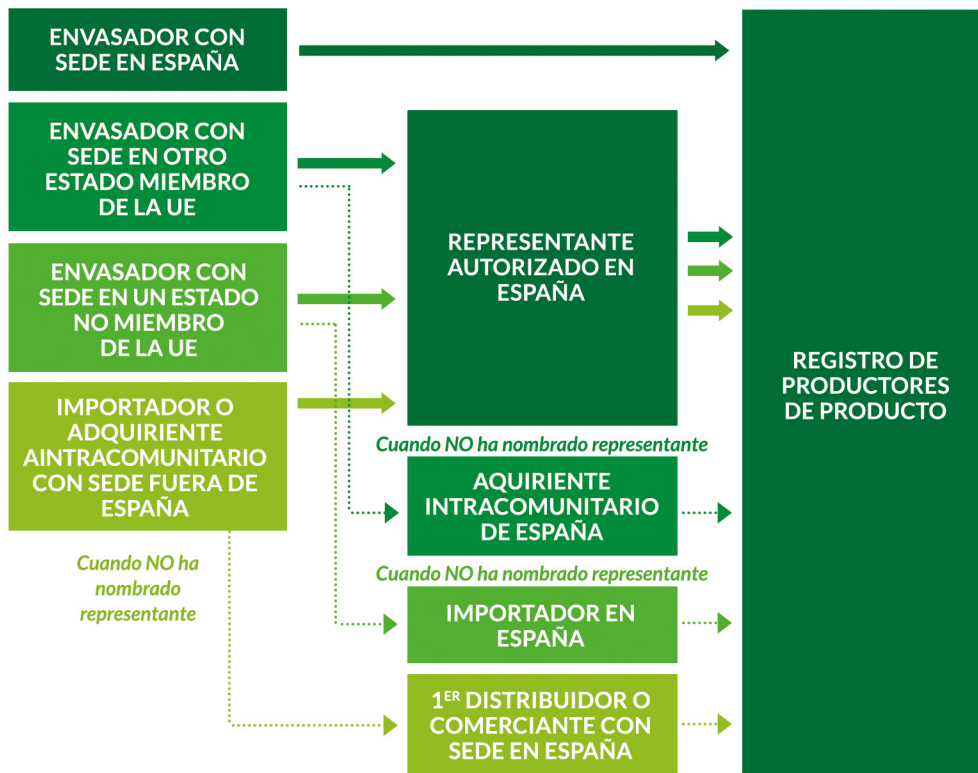 ENVASADOR CON
SEDE EN ESPAÑA
ENVASADOR CON
SEDE EN OTRO
ESTADO MIEMBRO
DE LA UE
ENVASADOR CON
SEDE EN UN ESTADO
NO MIEMBRO
DE LA UE
IMPORTADOR O
ADQUIRIENTE
AINTRACOMUNITARIO
CON SEDE FUERA DE
ESPAÑA
Cuando NO ha
nombrado
representante
REPRESENTANTE
AUTORIZADO EN
ESPAÑA
Cuando NO ha nombrado representante
AQUIRIENTE
INTRACOMUNITARIO
DE ESPAÑA
Cuando NO ha nombrado representante
IMPORTADOR EN
ESPAÑA
1ER DISTRIBUIDOR O
COMERCIANTE CON
SEDE EN ESPAÑA
REGISTRO DE
PRODUCTORES
DE PRODUCTO